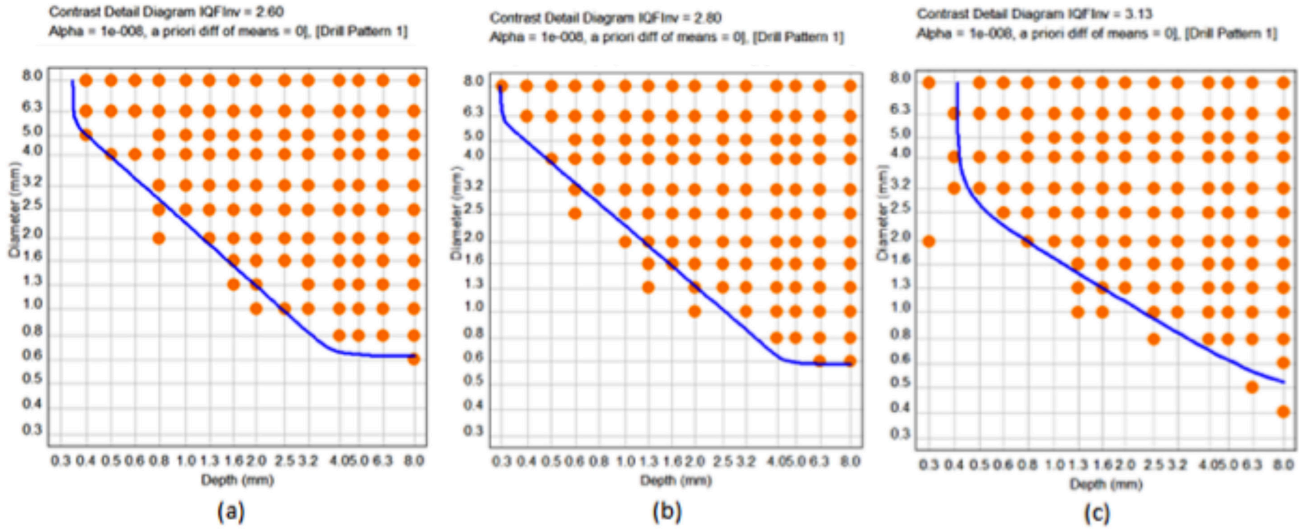 Contrast Detail Diagram IQFInv = 2.60
Alpha = 1e-008, a priori diff of means = 0], [Drill Pattern 1]
Diameter (mm)
8.0
6.3
5.0
4.0
3.2
2.5
2.0
1.6
1.3
1.0
0.8
0.6
0.5
0.4
0.3
0.3 0.4 0.5 0.6 0.8 1.0 1.3 1.6 2.0 2.5 3.2 4.05.0 6.3 8.0
Depth (mm)
(a)
Contrast Detail Diagram IQFInv = 2.80
Alpha = 1e-008, a priori diff of means = 0], [Drill Pattern 1]
Diameter (mm)
8.0
6.3
5.0
4.0
3.2
2.5
2.0
1.6
1.3
1.0
0.8
0.6
0.5
0.4
0.3
0.3 0.4 0.5 0.6 0.8 1.0 1.3 1.6 2.0 2.5 3.2 4.05.0 6.3 8.0
Depth (mm)
(b)
Contrast Detail Diagram IQFInv = 3.13
Alpha = 1e-008, a priori diff of means = 0], [Drill Pattern 1]
Diameter (mm)
8.0
6.3
5.0
4.0
3.2
2.5
2.0
1.6
1.3
1.0
0.8
0.6
0.5
0.4
0.3
0.3 0.4 0.5 0.6 0.8 1.0 1.3 1.6 2.0 2.5 3.2 4.05.0 6.3 8.0
Depth (mm)
(c)